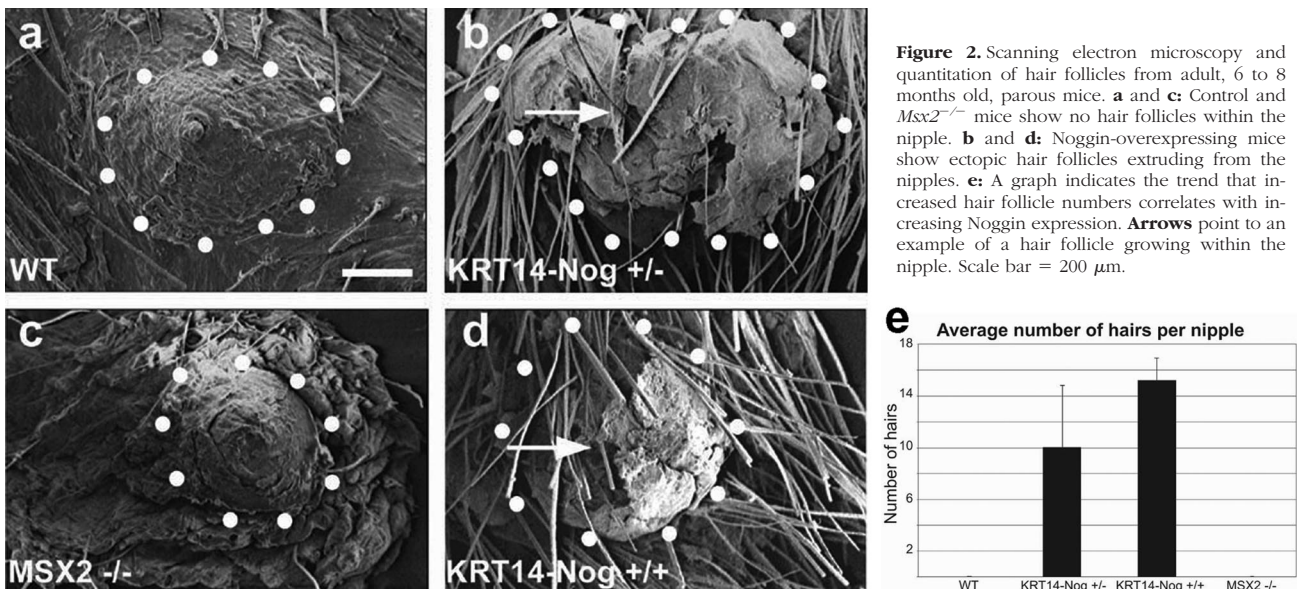 a
WT
b
KRT14-Nog +/-
c
MSX2 -/-
d
KRT14-Nog +/+
Figure 2. Scanning electron microscopy and
quantitation of hair follicles from adult, 6 to 8
months old, parous mice. a and c: Control and
Msx2−/− mice show no hair follicles within the
nipple. b and d: Noggin-overexpressing mice
show ectopic hair follicles extruding from the
nipples. e: A graph indicates the trend that in-
creased hair follicle numbers correlates with in-
creasing Noggin expression. Arrows point to an
example of a hair follicle growing within the
nipple. Scale bar = 200 μm.
e
Average number of hairs per nipple
Number of hairs
18
14
10
6
2
WT KRT14-Nog +/- KRT14-Nog +/+ MSX2 -/-